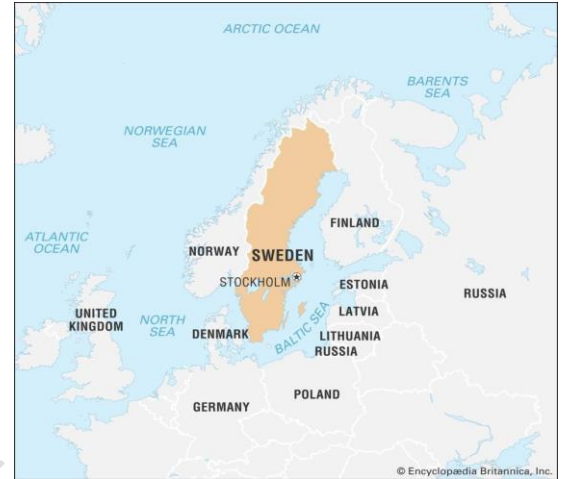 ARCTIC OCEAN
BARENTS
SEA
NORWEGIAN
SEA
FINLAND
ATLANTIC
OCEAN
NORWAY
SWEDEN
STOCKHOLM
ESTONIA
RUSSIA
LATVIA
UNITED
KINGDOM
NORTH
SEA
DENMARK
BALTIC SEA
LITHUANIA
RUSSIA
POLAND
GERMANY
© Encyclopædia Britannica, Inc.